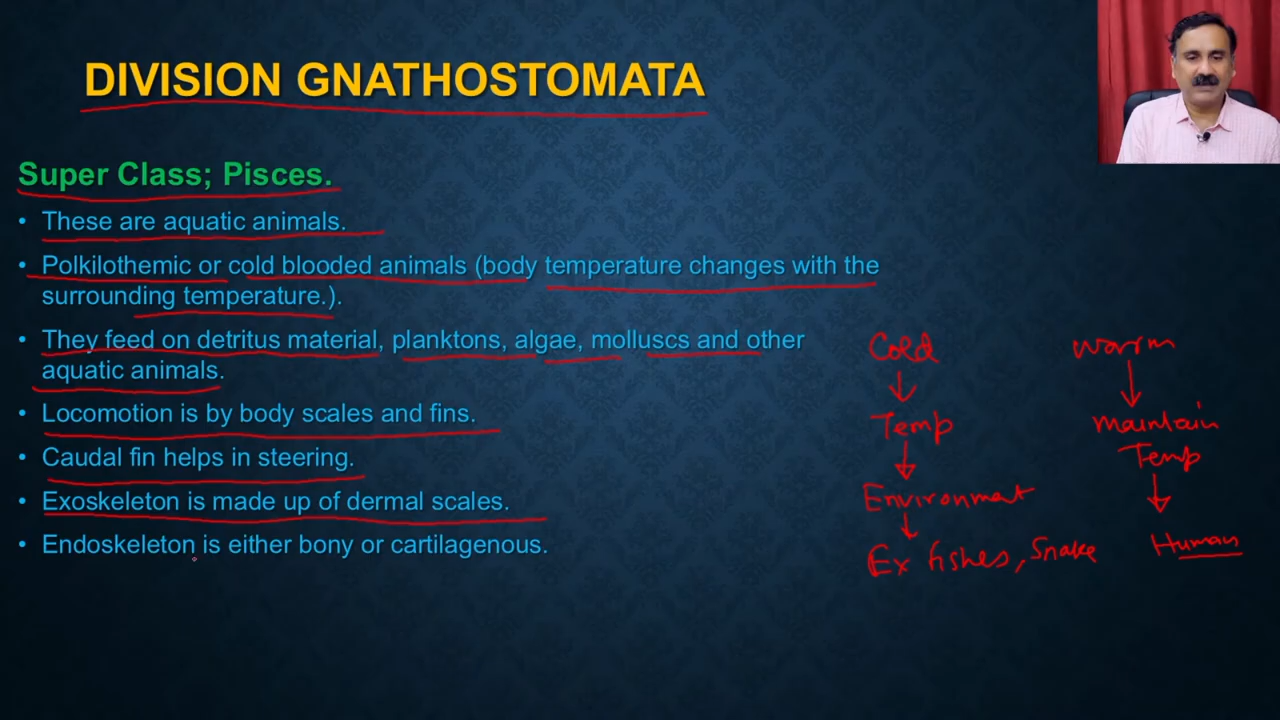 DIVISION GNATHOSTOMATA
Super Class; Pisces.
• These are aquatic animals.
• Polkilothemic or cold blooded animals (body temperature changes with the
surrounding temperature.).
• They feed on detritus material, planktons, algae, molluscs and other
aquatic animals.
• Locomotion is by body scales and fins.
• Caudal fin helps in steering.
• Exoskeleton is made up of dermal scales.
• Endoskeleton is either bony or cartilagenous.
Cold
↓
Temp
↓
Environmat
↓
Ex fishes, Snake
Warm
↓
maintain
Temp
↓
Human